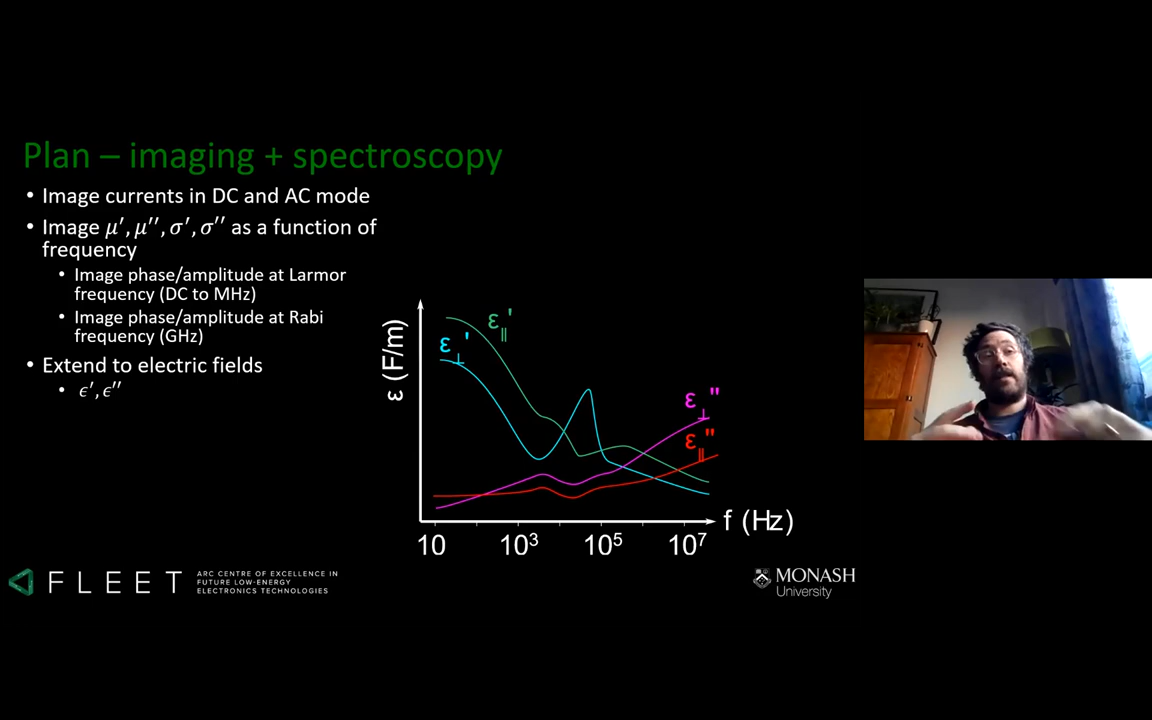 Plan – imaging + spectroscopy
• Image currents in DC and AC mode
• Image μ′, μ′′, σ′, σ′′ as a function of
frequency
• Image phase/amplitude at Larmor
frequency (DC to MHz)
• Image phase/amplitude at Rabi
frequency (GHz)
• Extend to electric fields
• ϵ′, ϵ′′
ε (F/m)
ε∥'
ε⊥'
ε⊥"
ε∥"
f (Hz)
10 10³ 10⁵ 10⁷
FLEET
ARC CENTRE OF EXCELLENCE IN
FUTURE LOW-ENERGY
ELECTRONICS TECHNOLOGIES
MONASH
University